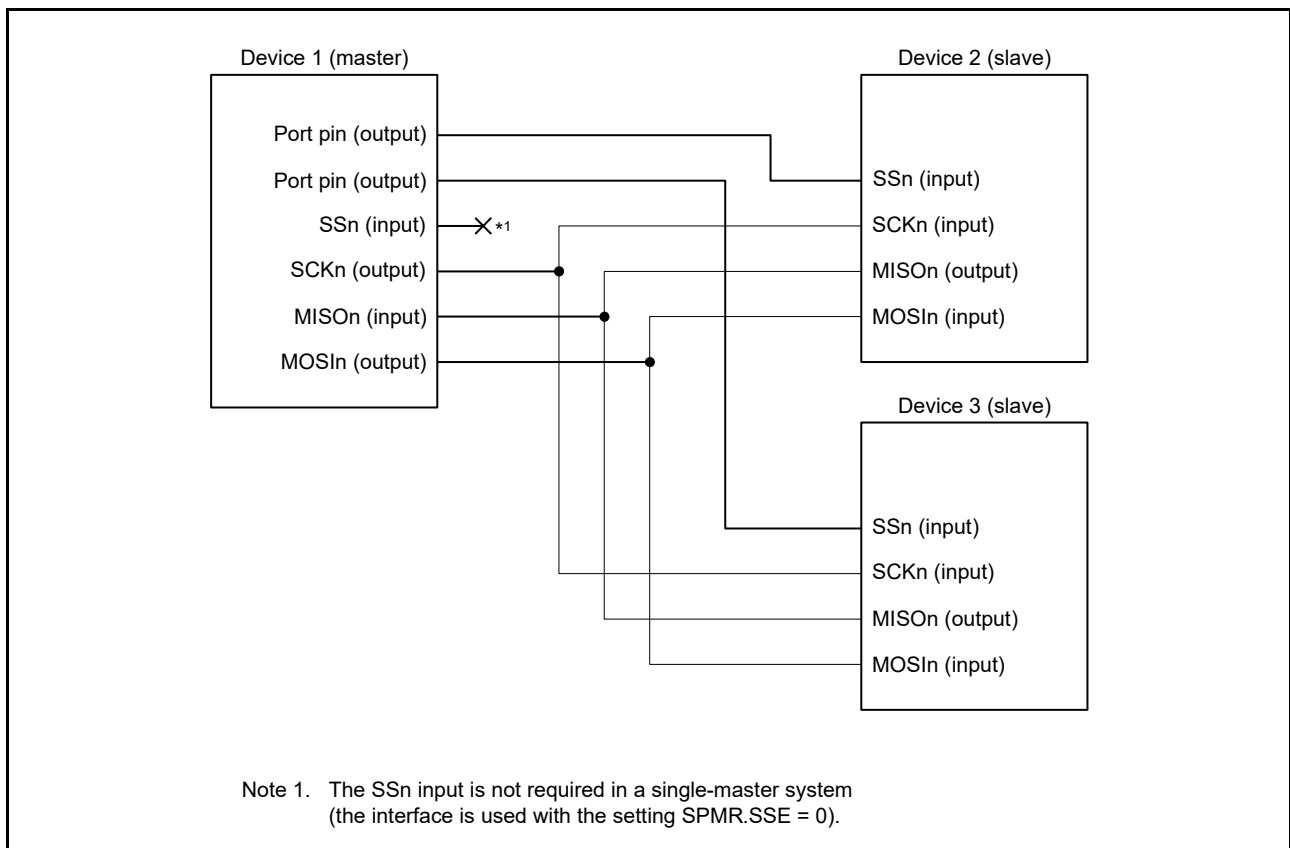 Device 1 (master)
Port pin (output)
Port pin (output)
SSn (input)
*1
SCKn (output)
MISOn (input)
MOSIn (output)
Device 2 (slave)
SSn (input)
SCKn (input)
MISOn (output)
MOSIn (input)
Device 3 (slave)
SSn (input)
SCKn (input)
MISOn (output)
MOSIn (input)
Note 1. The SSn input is not required in a single-master system
(the interface is used with the setting SPMR.SSE = 0).